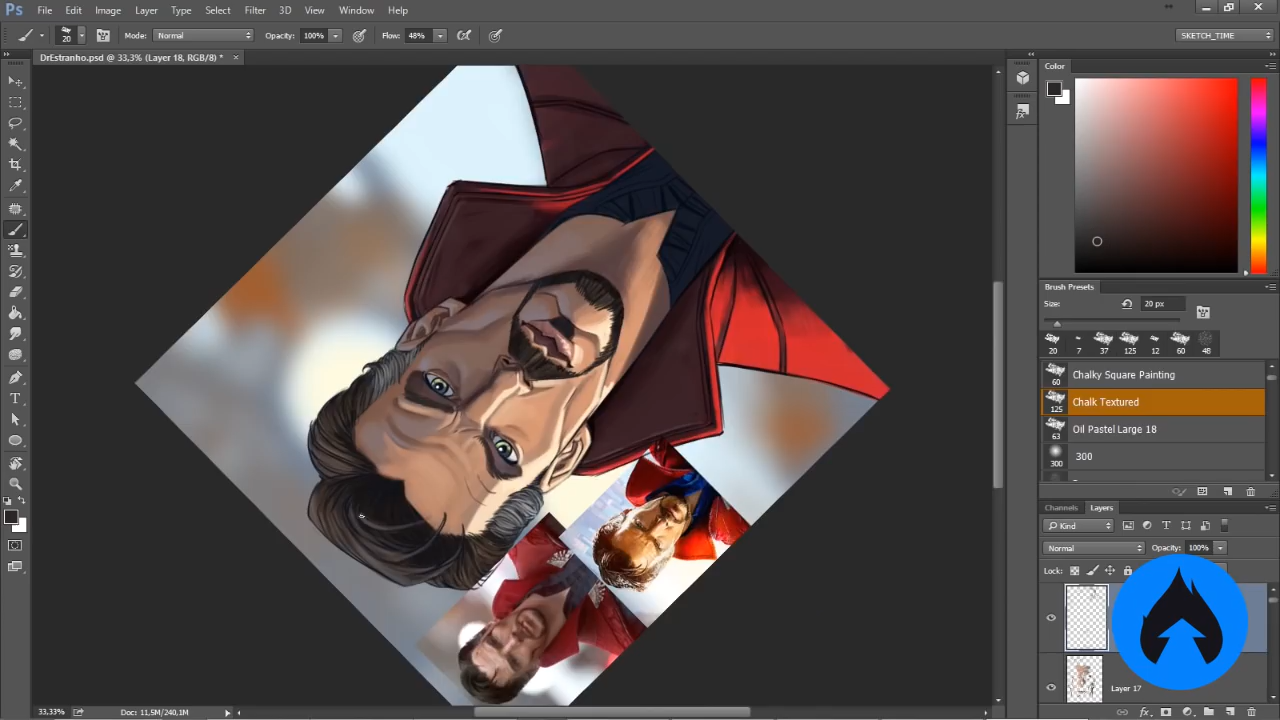 Ps File Edit Image Layer Type Select Filter 3D View Window Help
20 Mode: Normal Opacity: 100% Flow: 48% SKETCH_TIME
DrEstranho.psd @ 33,3% (Layer 18, RGB/8) * ×
Color
Brush Presets
Size: 20 px
20 7 37 125 12 60 48
60 Chalky Square Painting
125 Chalk Textured
63 Oil Pastel Large 18
300 300
Channels Layers
Kind
Normal Opacity: 100%
Lock:
Layer 17
33,33% Doc: 11,5M/240,1M